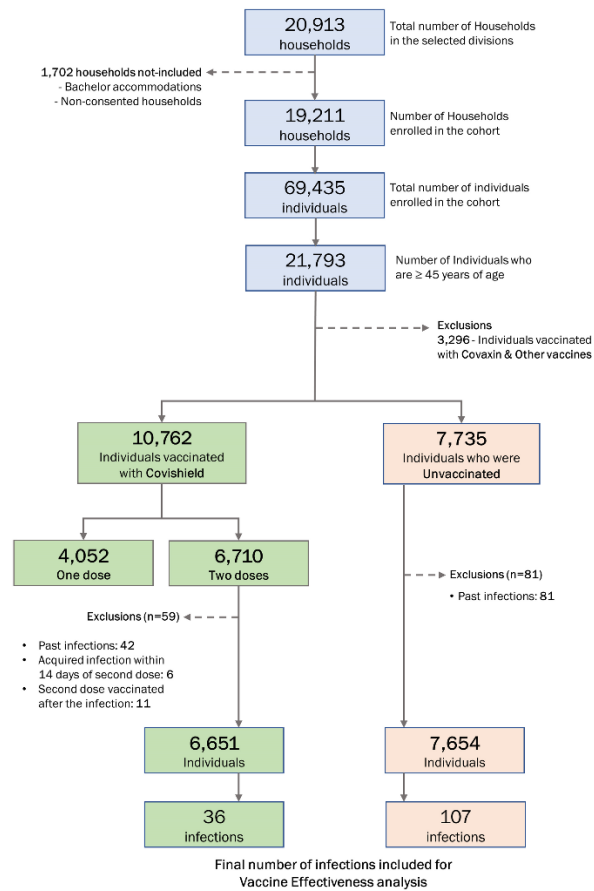 20,913
households
Total number of Households
in the selected divisions
1,702 households not-included
- Bachelor accommodations
- Non-consented households
19,211
households
Number of Households
enrolled in the cohort
69,435
individuals
Total number of individuals
enrolled in the cohort
21,793
individuals
Number of Individuals who
are ≥ 45 years of age
Exclusions
3,296 - Individuals vaccinated
with Covaxin & Other vaccines
10,762
Individuals vaccinated
with Covishield
7,735
Individuals who were
Unvaccinated
4,052
One dose
6,710
Two doses
Exclusions (n=59)
• Past infections: 42
• Acquired infection within
14 days of second dose: 6
• Second dose vaccinated
after the infection: 11
Exclusions (n=81)
• Past infections: 81
6,651
Individuals
7,654
Individuals
36
infections
107
infections
Final number of infections included for
Vaccine Effectiveness analysis